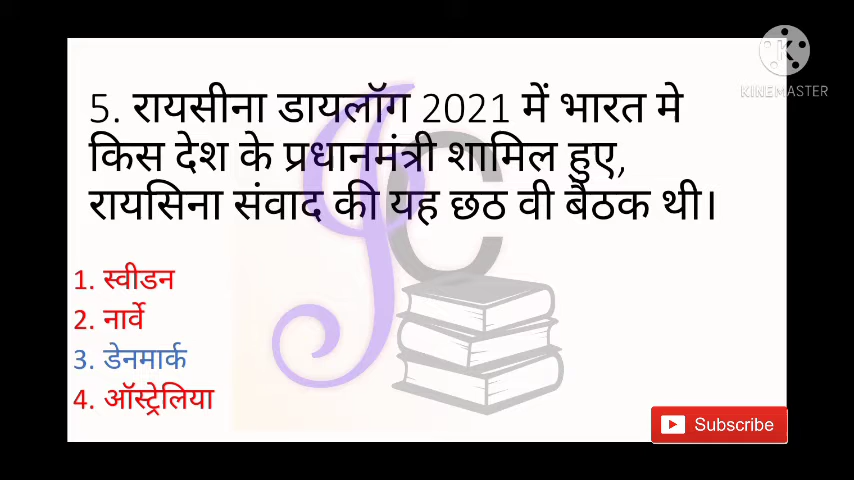 KINEMASTER
5. रायसीना डायलॉग 2021 में भारत मे
किस देश के प्रधानमंत्री शामिल हुए,
रायसिना संवाद की यह छठ वी बैठक थी।
1. स्वीडन
2. नार्वे
3. डेनमार्क
4. ऑस्ट्रेलिया
Subscribe